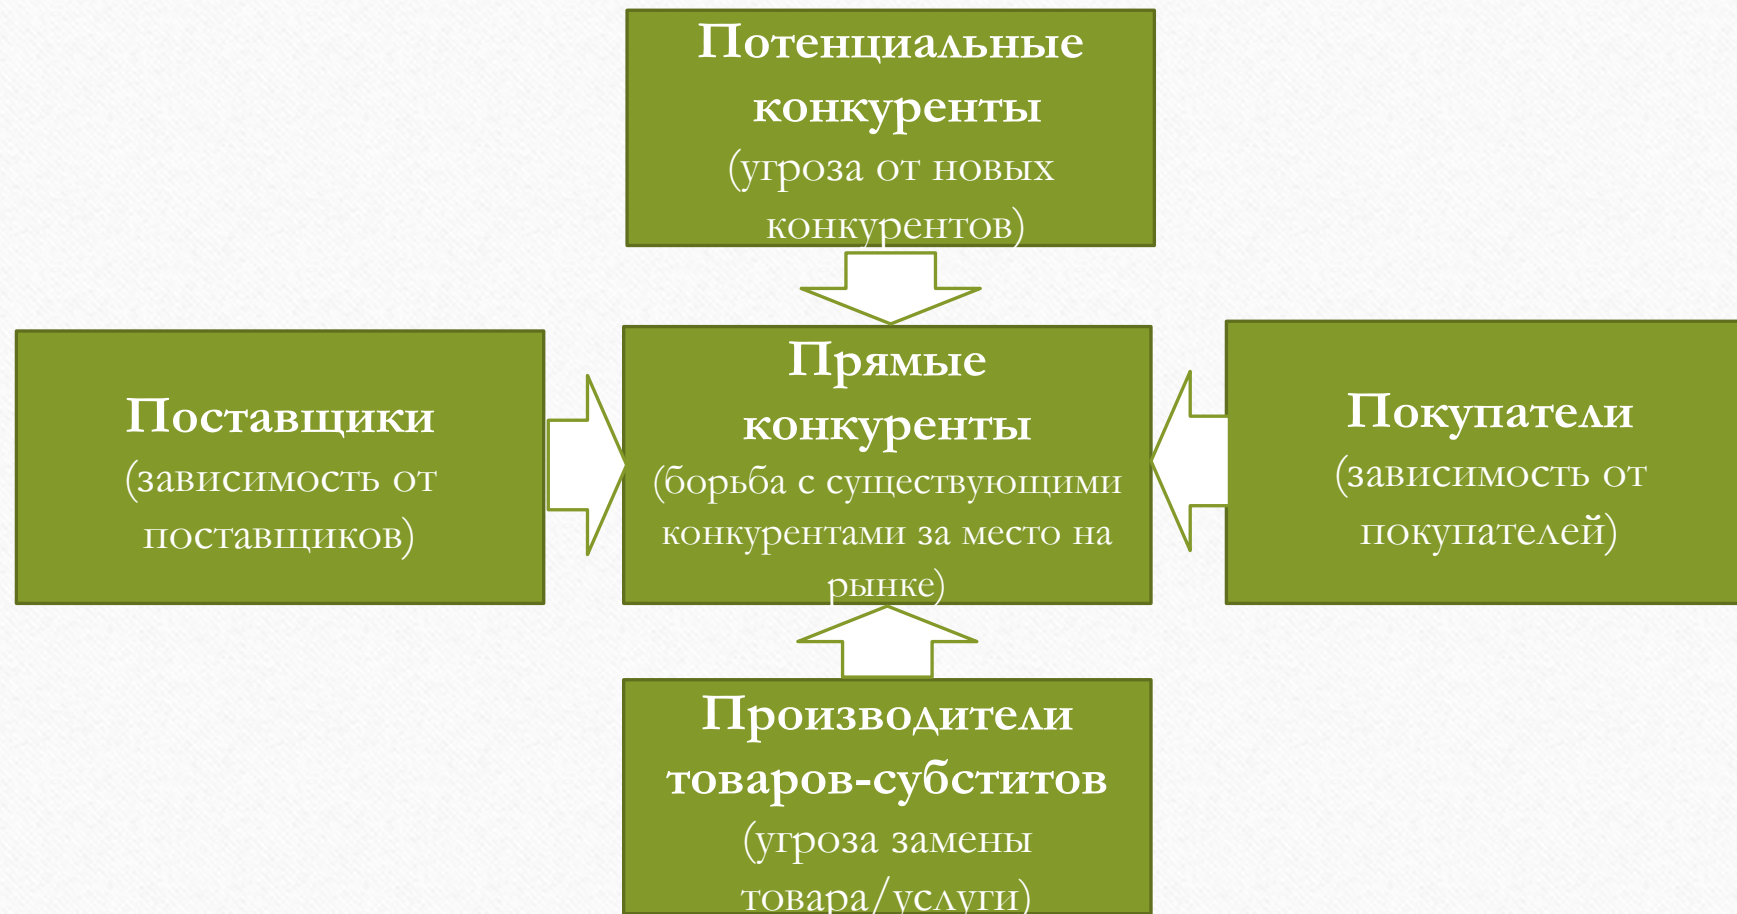 Потенциальные
конкуренты
(угроза от новых
конкурентов)
Поставщики
(зависимость от
поставщиков)
Прямые
конкуренты
(борьба с существующими
конкурентами за место на
рынке)
Покупатели
(зависимость от
покупателей)
Производители
товаров-субститов
(угроза замены
товара/услуги)